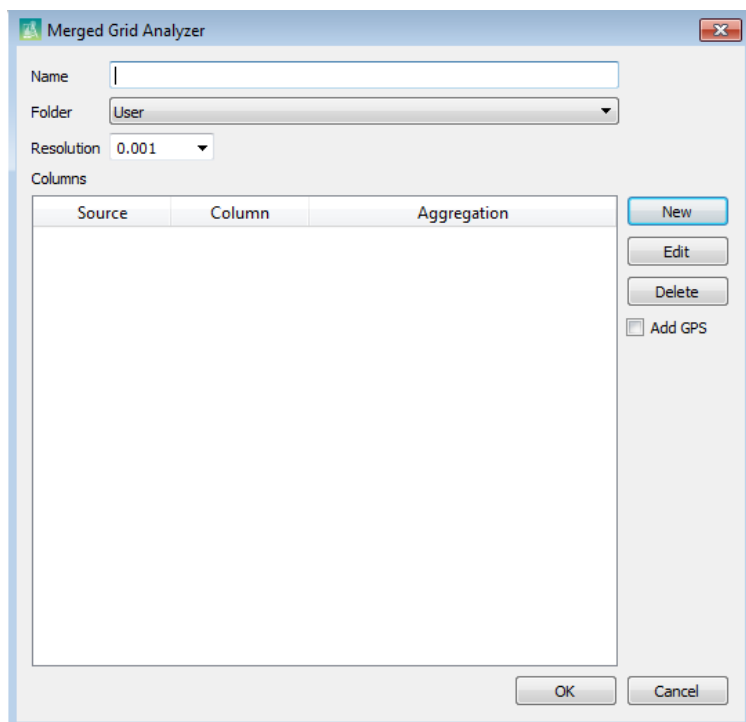 Merged Grid Analyzer
Name
Folder User
Resolution 0.001
Columns
Source Column Aggregation
New
Edit
Delete
Add GPS
OK Cancel